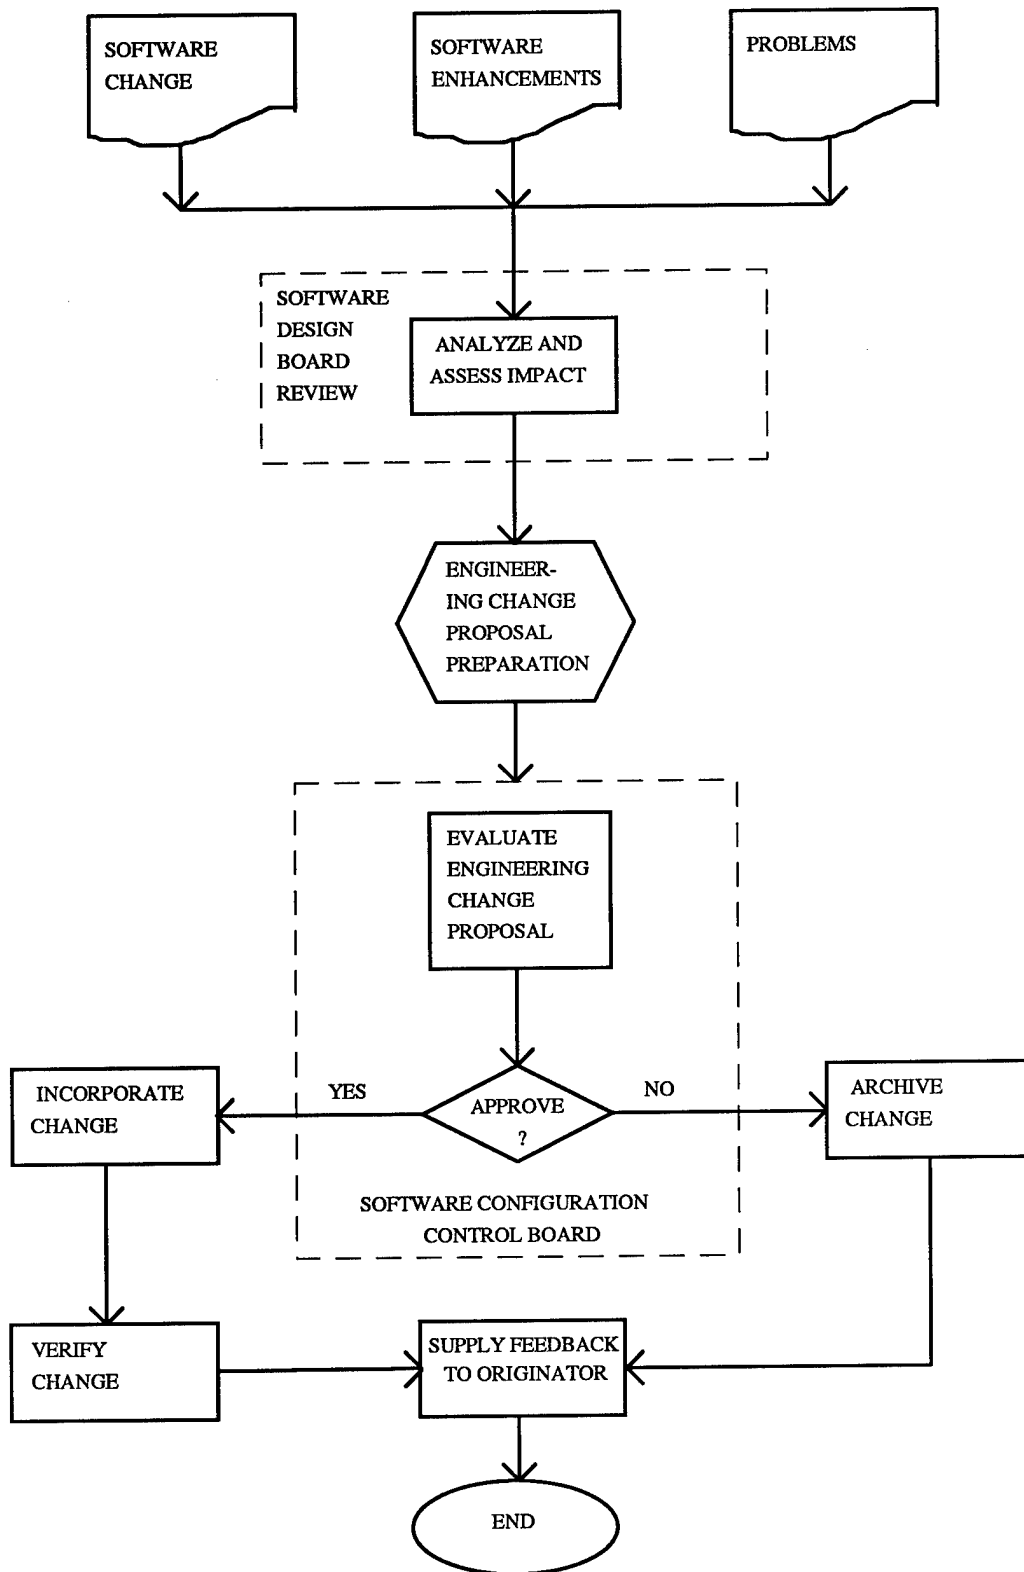 SOFTWARE
CHANGE
SOFTWARE
ENHANCEMENTS
PROBLEMS
SOFTWARE
DESIGN
BOARD
REVIEW
ANALYZE AND
ASSESS IMPACT
ENGINEER-
ING CHANGE
PROPOSAL
PREPARATION
EVALUATE
ENGINEERING
CHANGE
PROPOSAL
INCORPORATE
CHANGE
YES
APPROVE
?
NO
ARCHIVE
CHANGE
SOFTWARE CONFIGURATION
CONTROL BOARD
VERIFY
CHANGE
SUPPLY FEEDBACK
TO ORIGINATOR
END